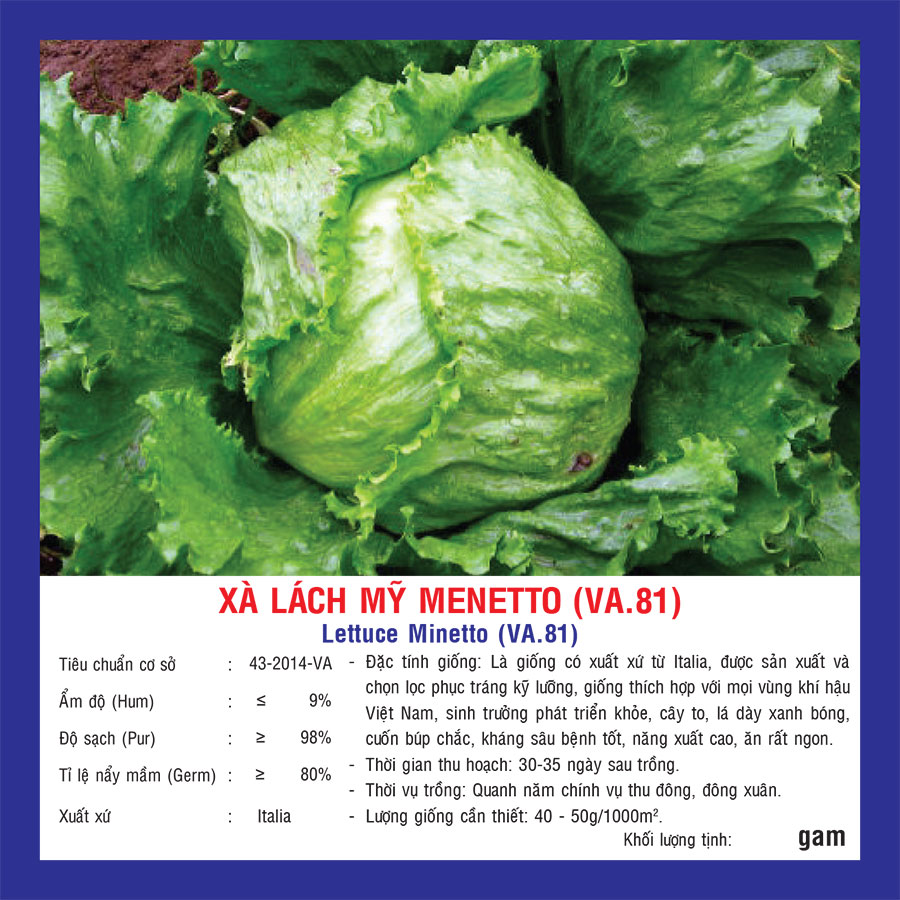 XÀ LÁCH MỸ MENETTO (VA.81)
Lettuce Minetto (VA.81)
Tiêu chuẩn cơ sở : 43-2014-VA
Ẩm độ (Hum) : ≤ 9%
Độ sạch (Pur) : ≥ 98%
Tỉ lệ nẩy mầm (Germ) : ≥ 80%
Xuất xứ : Italia
- Đặc tính giống: Là giống có xuất xứ từ Italia, được sản xuất và
chọn lọc phục tráng kỹ lưỡng, giống thích hợp với mọi vùng khí hậu
Việt Nam, sinh trưởng phát triển khỏe, cây to, lá dày xanh bóng,
cuốn búp chắc, kháng sâu bệnh tốt, năng xuất cao, ăn rất ngon.
- Thời gian thu hoạch: 30-35 ngày sau trồng.
- Thời vụ trồng: Quanh năm chính vụ thu đông, đông xuân.
- Lượng giống cần thiết: 40 - 50g/1000m².
Khối lượng tịnh: gam